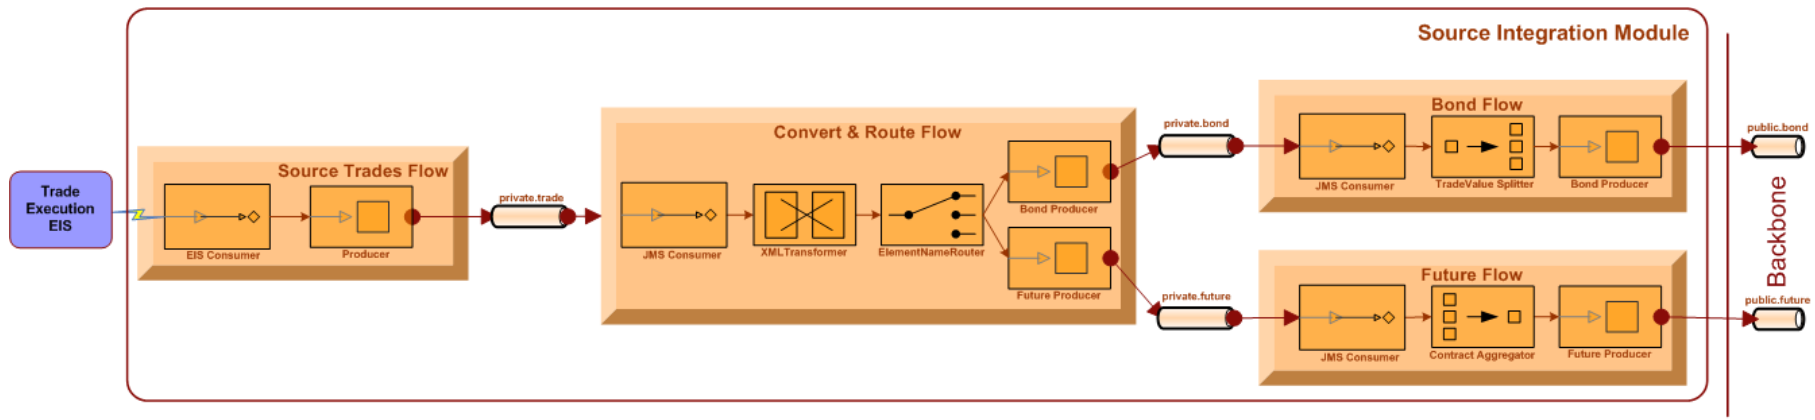 Source Integration Module
Trade
Execution
EIS
Source Trades Flow
EIS Consumer
Producer
private.trade
Convert & Route Flow
JMS Consumer
XMLTransformer
ElementNameRouter
Bond Producer
Future Producer
private.bond
private.future
Bond Flow
JMS Consumer
TradeValue Splitter
Bond Producer
Future Flow
JMS Consumer
Contract Aggregator
Future Producer
public.bond
Backbone
public.future